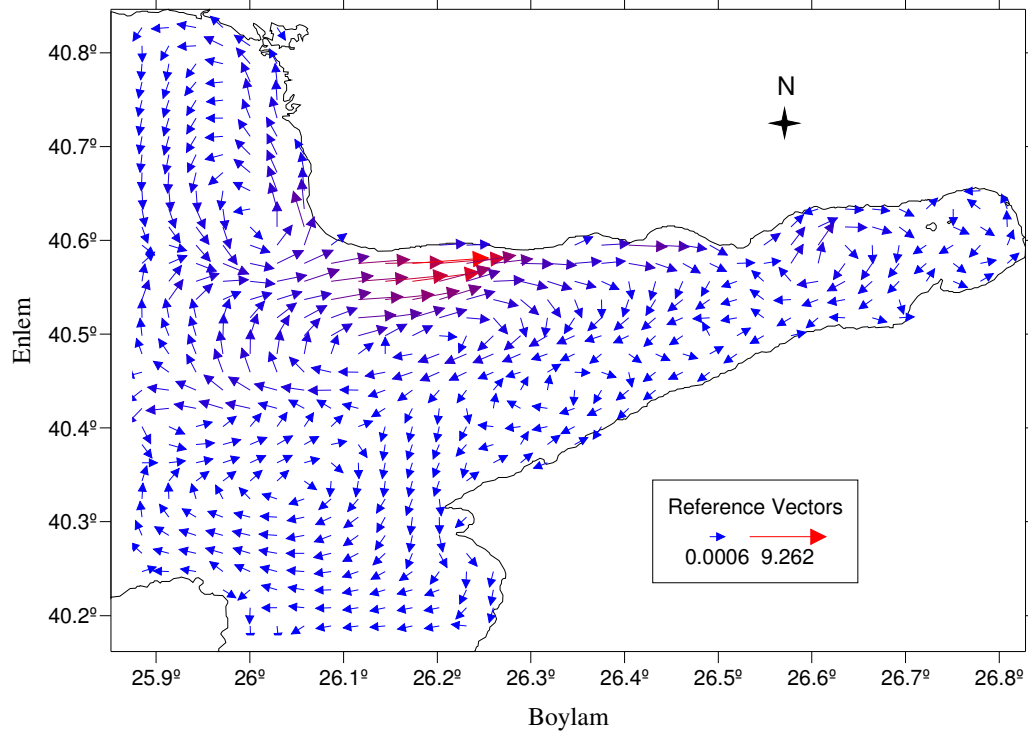 40.8º
40.7º
40.6º
40.5º
40.4º
40.3º
40.2º
Enlem
N
Reference Vectors
0.0006 9.262
25.9º 26º 26.1º 26.2º 26.3º 26.4º 26.5º 26.6º 26.7º 26.8º
Boylam